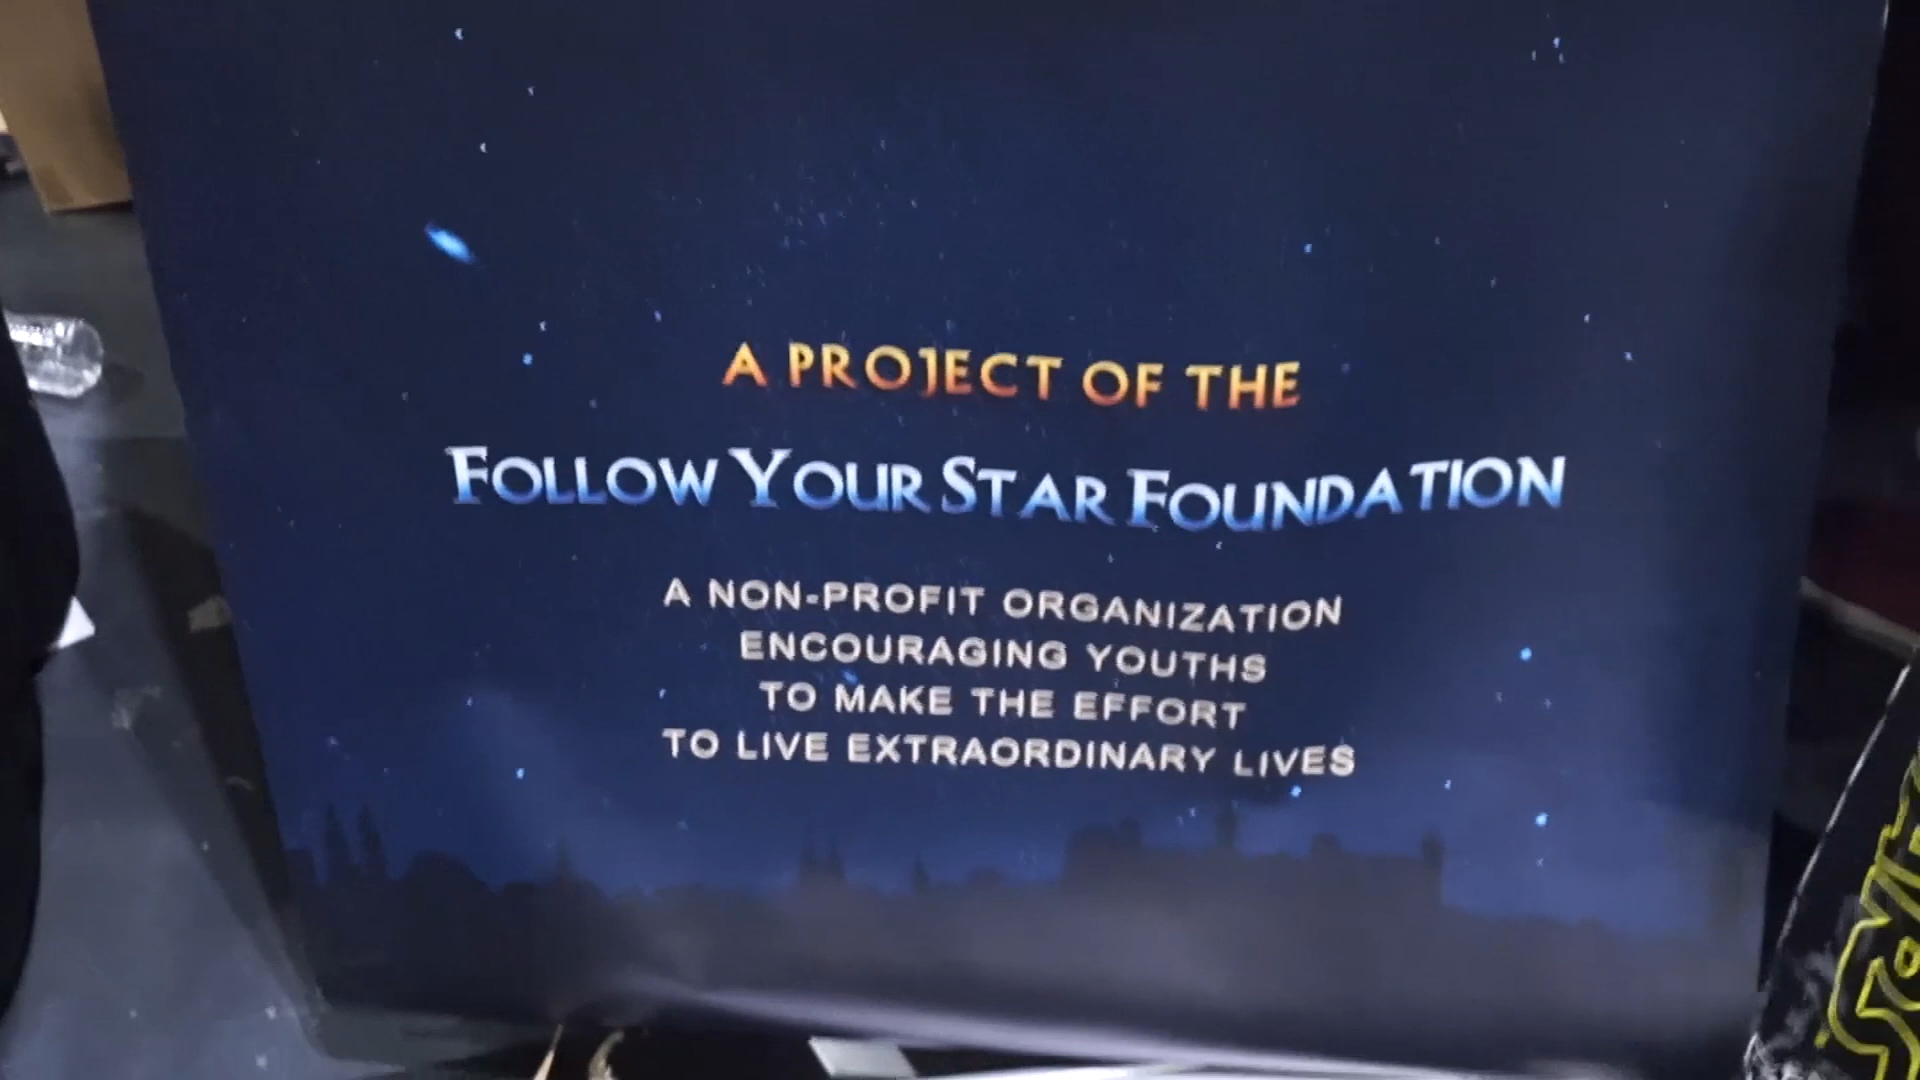 A PROJECT OF THE
FOLLOW YOUR STAR FOUNDATION
A NON-PROFIT ORGANIZATION
ENCOURAGING YOUTHS
TO MAKE THE EFFORT
TO LIVE EXTRAORDINARY LIVES